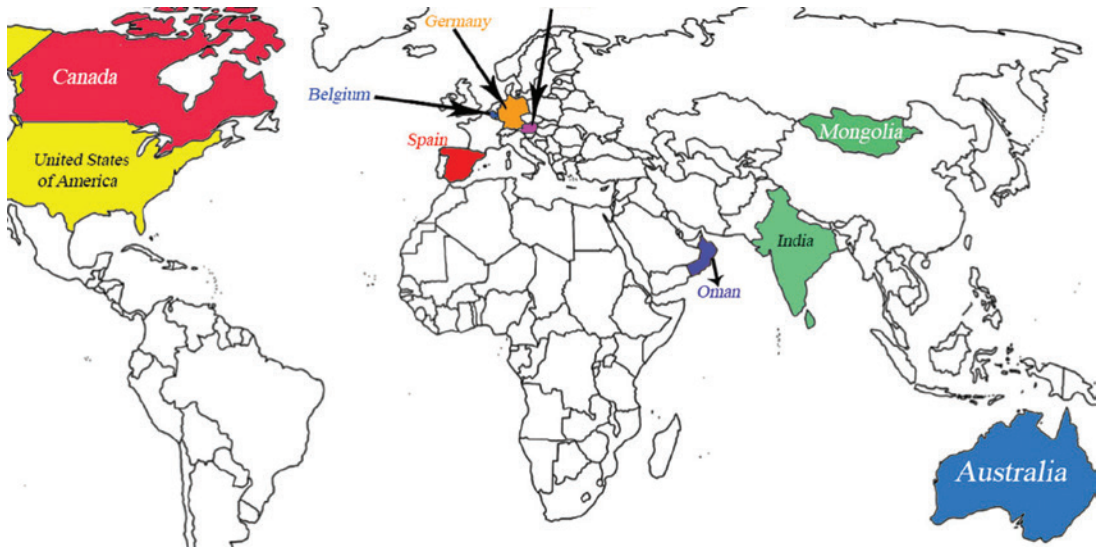 Germany
Canada
Belgium
Spain
Mongolia
United States
of America
India
Oman
Australia